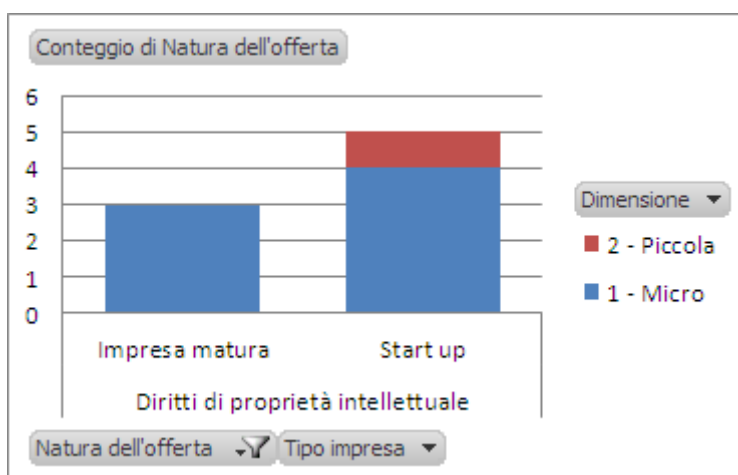 Conteggio di Natura dell'offerta
6
5
4
3
2
1
0
Dimensione
2 - Piccola
1 - Micro
Impresa matura
Start up
Diritti di proprietà intellettuale
Natura dell'offerta
Tipo impresa